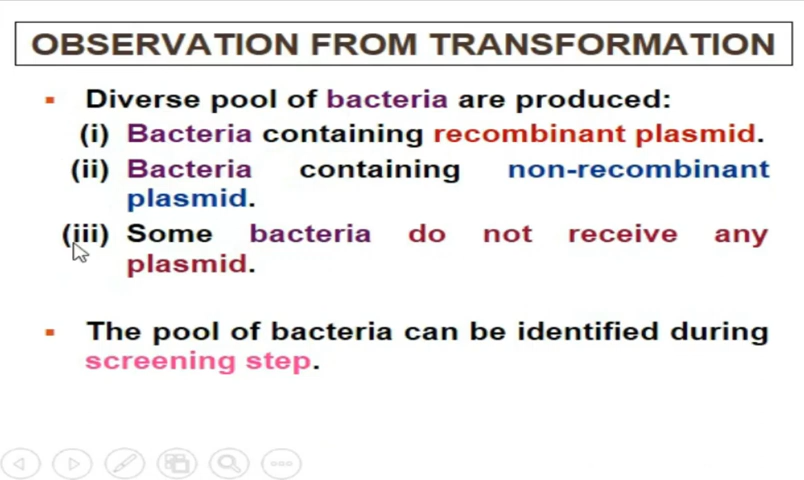 OBSERVATION FROM TRANSFORMATION
▪ Diverse pool of bacteria are produced:
(i) Bacteria containing recombinant plasmid.
(ii) Bacteria containing non-recombinant
plasmid.
(iii) Some bacteria do not receive any
plasmid.
▪ The pool of bacteria can be identified during
screening step.